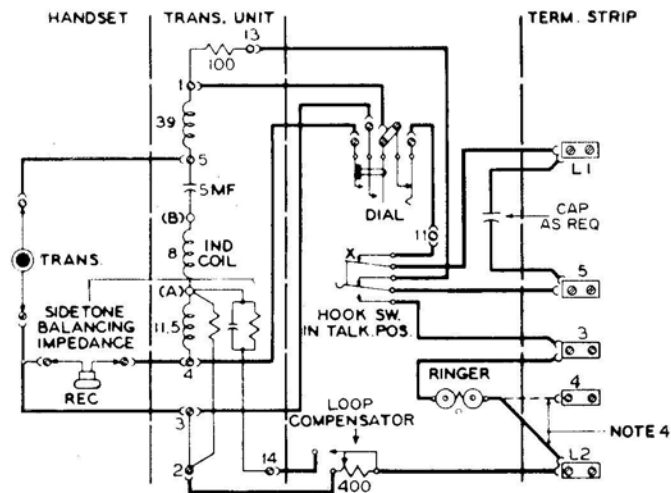 HANDSET
TRANS. UNIT
TERM. STRIP
13
100
1
39
5
5MF
(B)
8
IND
COIL
(A)
TRANS.
SIDETONE
BALANCING
IMPEDANCE
11.5
REC
4
3
2
14
DIAL
11
X
HOOK SW.
IN TALK. POS.
LOOP
COMPENSATOR
400
RINGER
L1
CAP
AS REQ
5
3
4
NOTE 4
L2